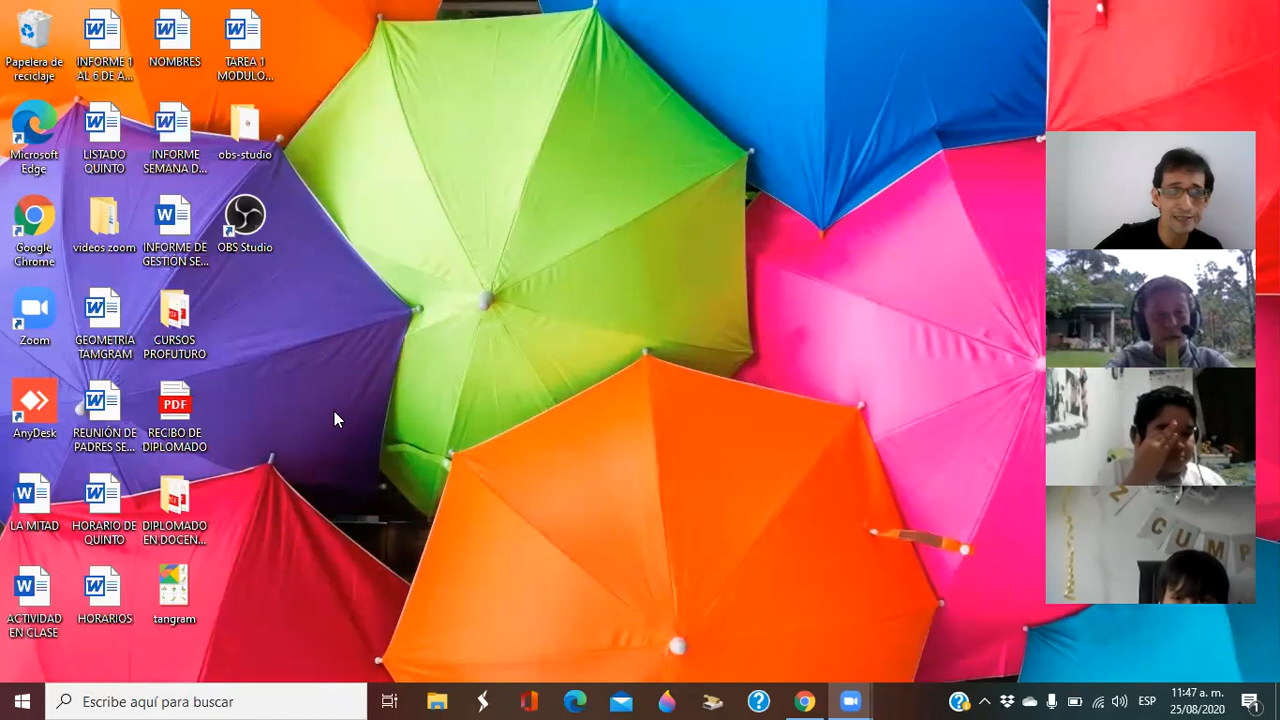 Papelera de
reciclaje
INFORME 1
AL 6 DE A...
NOMBRES
TAREA 1
MODULO...
Microsoft
Edge
LISTADO
QUINTO
INFORME
SEMANA D...
obs-studio
Google
Chrome
videos zoom
INFORME DE
GESTION SE...
OBS Studio
Zoom
GEOMETRIA
TAMGRAM
CURSOS
PROFUTURO
AnyDesk
REUNIÓN DE
PADRES SE...
PDF
RECIBO DE
DIPLOMADO
LA MITAD
HORARIO DE
QUINTO
DIPLOMADO
EN DOCEN...
ACTIVIDAD
EN CLASE
HORARIOS
tangram
Z CUMP
Escribe aquí para buscar
ESP
11:47 a. m.
25/08/2020